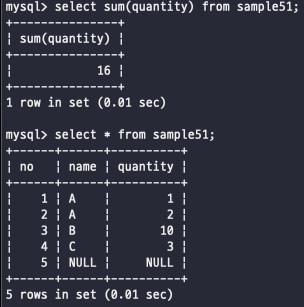 mysql> select sum(quantity) from sample51;
+---------------+
| sum(quantity) |
+---------------+
|            16 |
+---------------+
1 row in set (0.01 sec)

mysql> select * from sample51;
+------+------+----------+
| no   | name | quantity |
+------+------+----------+
|    1 | A    |        1 |
|    2 | A    |        2 |
|    3 | B    |       10 |
|    4 | C    |        3 |
|    5 | NULL |     NULL |
+------+------+----------+
5 rows in set (0.01 sec)